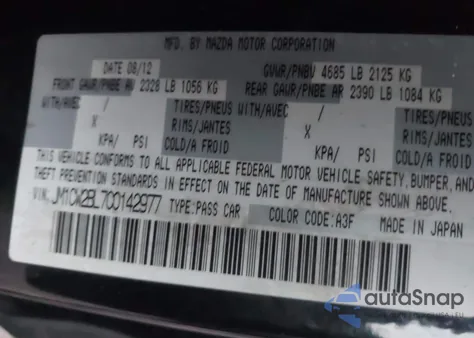 MFD. BY MAZDA MOTOR CORPORATION
DATE 08/12 GVWR/PNBV 4685 LB 2125 KG
FRONT GAWR/PNBE AV 2328 LB 1056 KG REAR GAWR/PNBE AR 2390 LB 1084 KG
WITH/AVEC / TIRES/PNEUS WITH/AVEC / TIRES/PNEUS
X RIMS/JANTES X RIMS/JANTES
KPA/ PSI COLD/A FROID KPA/ PSI COLD/A FROID
THIS VEHICLE CONFORMS TO ALL APPLICABLE FEDERAL MOTOR VEHICLE SAFETY, BUMPER, AND
THEFT PREVENTION STANDARDS IN EFFECT ON THE DATE OF MANUFACTURE SHOWN ABOVE.
VIN: JM1CW2BL7C0142977 TYPE:PASS CAR COLOR CODE: A3F MADE IN JAPAN
autoSnap